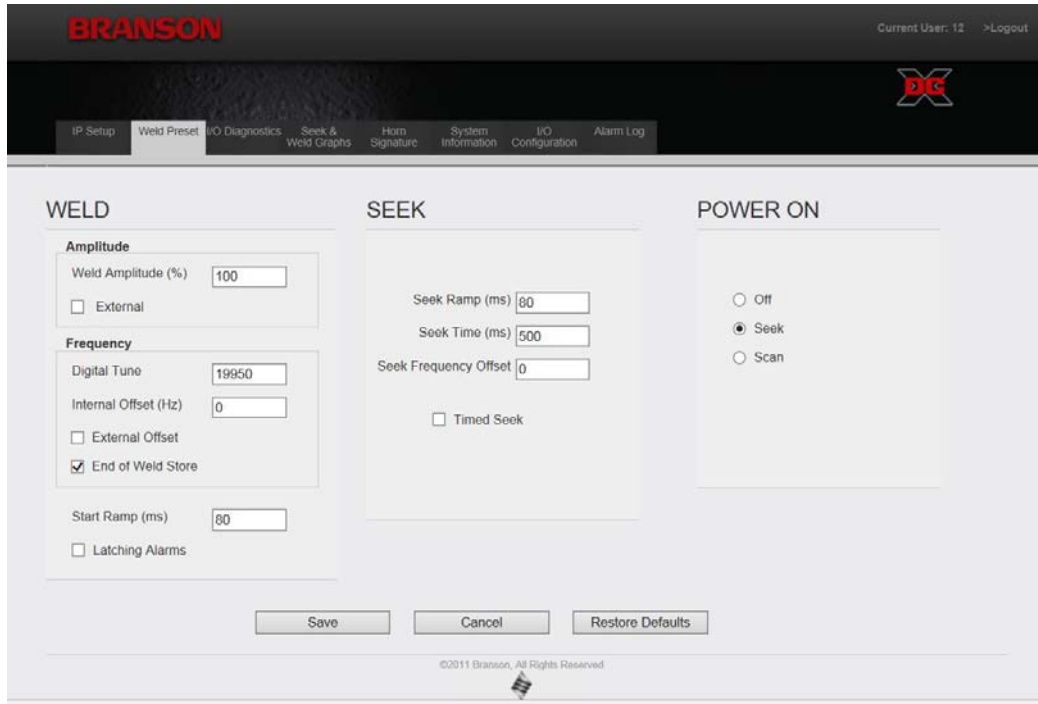 BRANSON
Current User: 12 >Logout
DG
IP Setup
Weld Preset
I/O Diagnostics
Seek &
Weld Graphs
Horn
Signature
System
Information
I/O
Configuration
Alarm Log
WELD
Amplitude
Weld Amplitude (%) 100
External
Frequency
Digital Tune 19950
Internal Offset (Hz) 0
External Offset
End of Weld Store
Start Ramp (ms) 80
Latching Alarms
SEEK
Seek Ramp (ms) 80
Seek Time (ms) 500
Seek Frequency Offset 0
Timed Seek
POWER ON
Off
Seek
Scan
Save Cancel Restore Defaults
©2011 Branson, All Rights Reserved